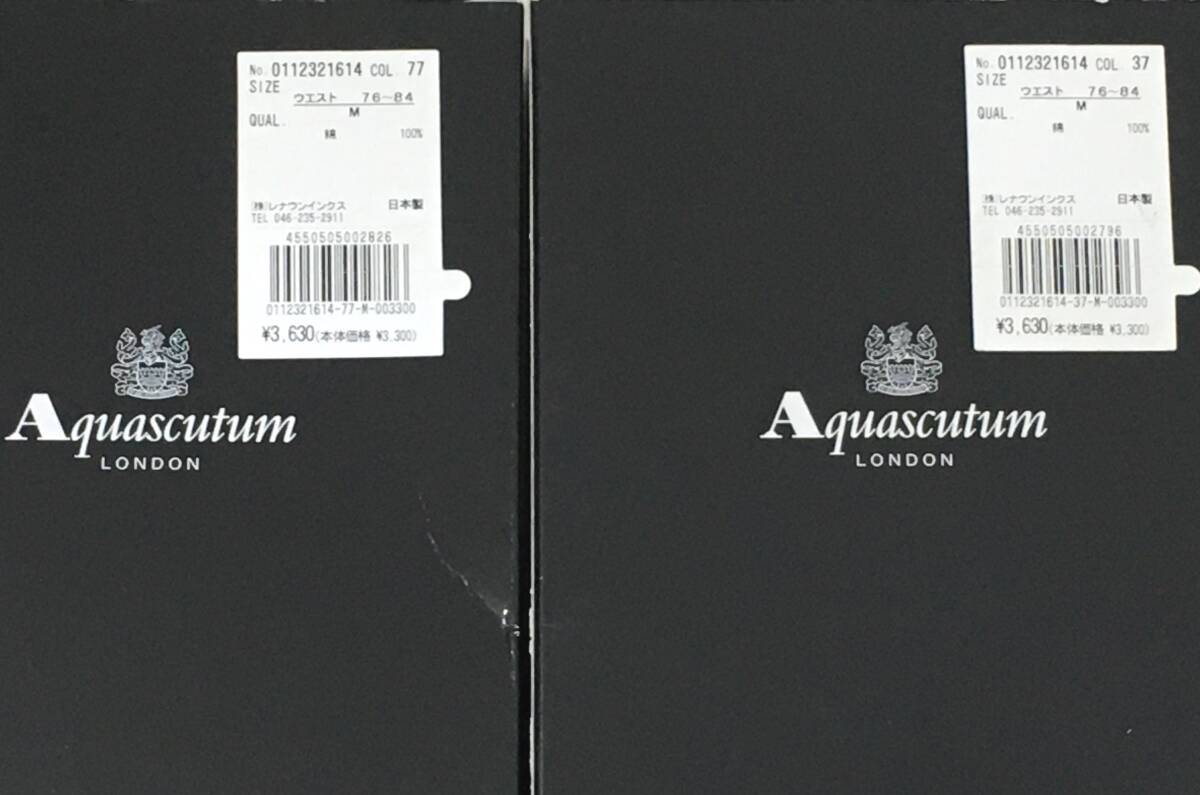 No. 0112321614 COL. 77
SIZE
ウエスト 76~84
M
QUAL.
綿 100%
(株)レナウンインクス 日本製
TEL 046-235-2911
4550505002826
0112321614-77-M-003300
¥3,630(本体価格 ¥3,300)
Aquascutum
LONDON
No. 0112321614 COL. 37
SIZE
ウエスト 76~84
M
QUAL.
綿 100%
(株)レナウンインクス 日本製
TEL 046-235-2911
4550505002796
0112321614-37-M-003300
¥3,630(本体価格 ¥3,300)
Aquascutum
LONDON